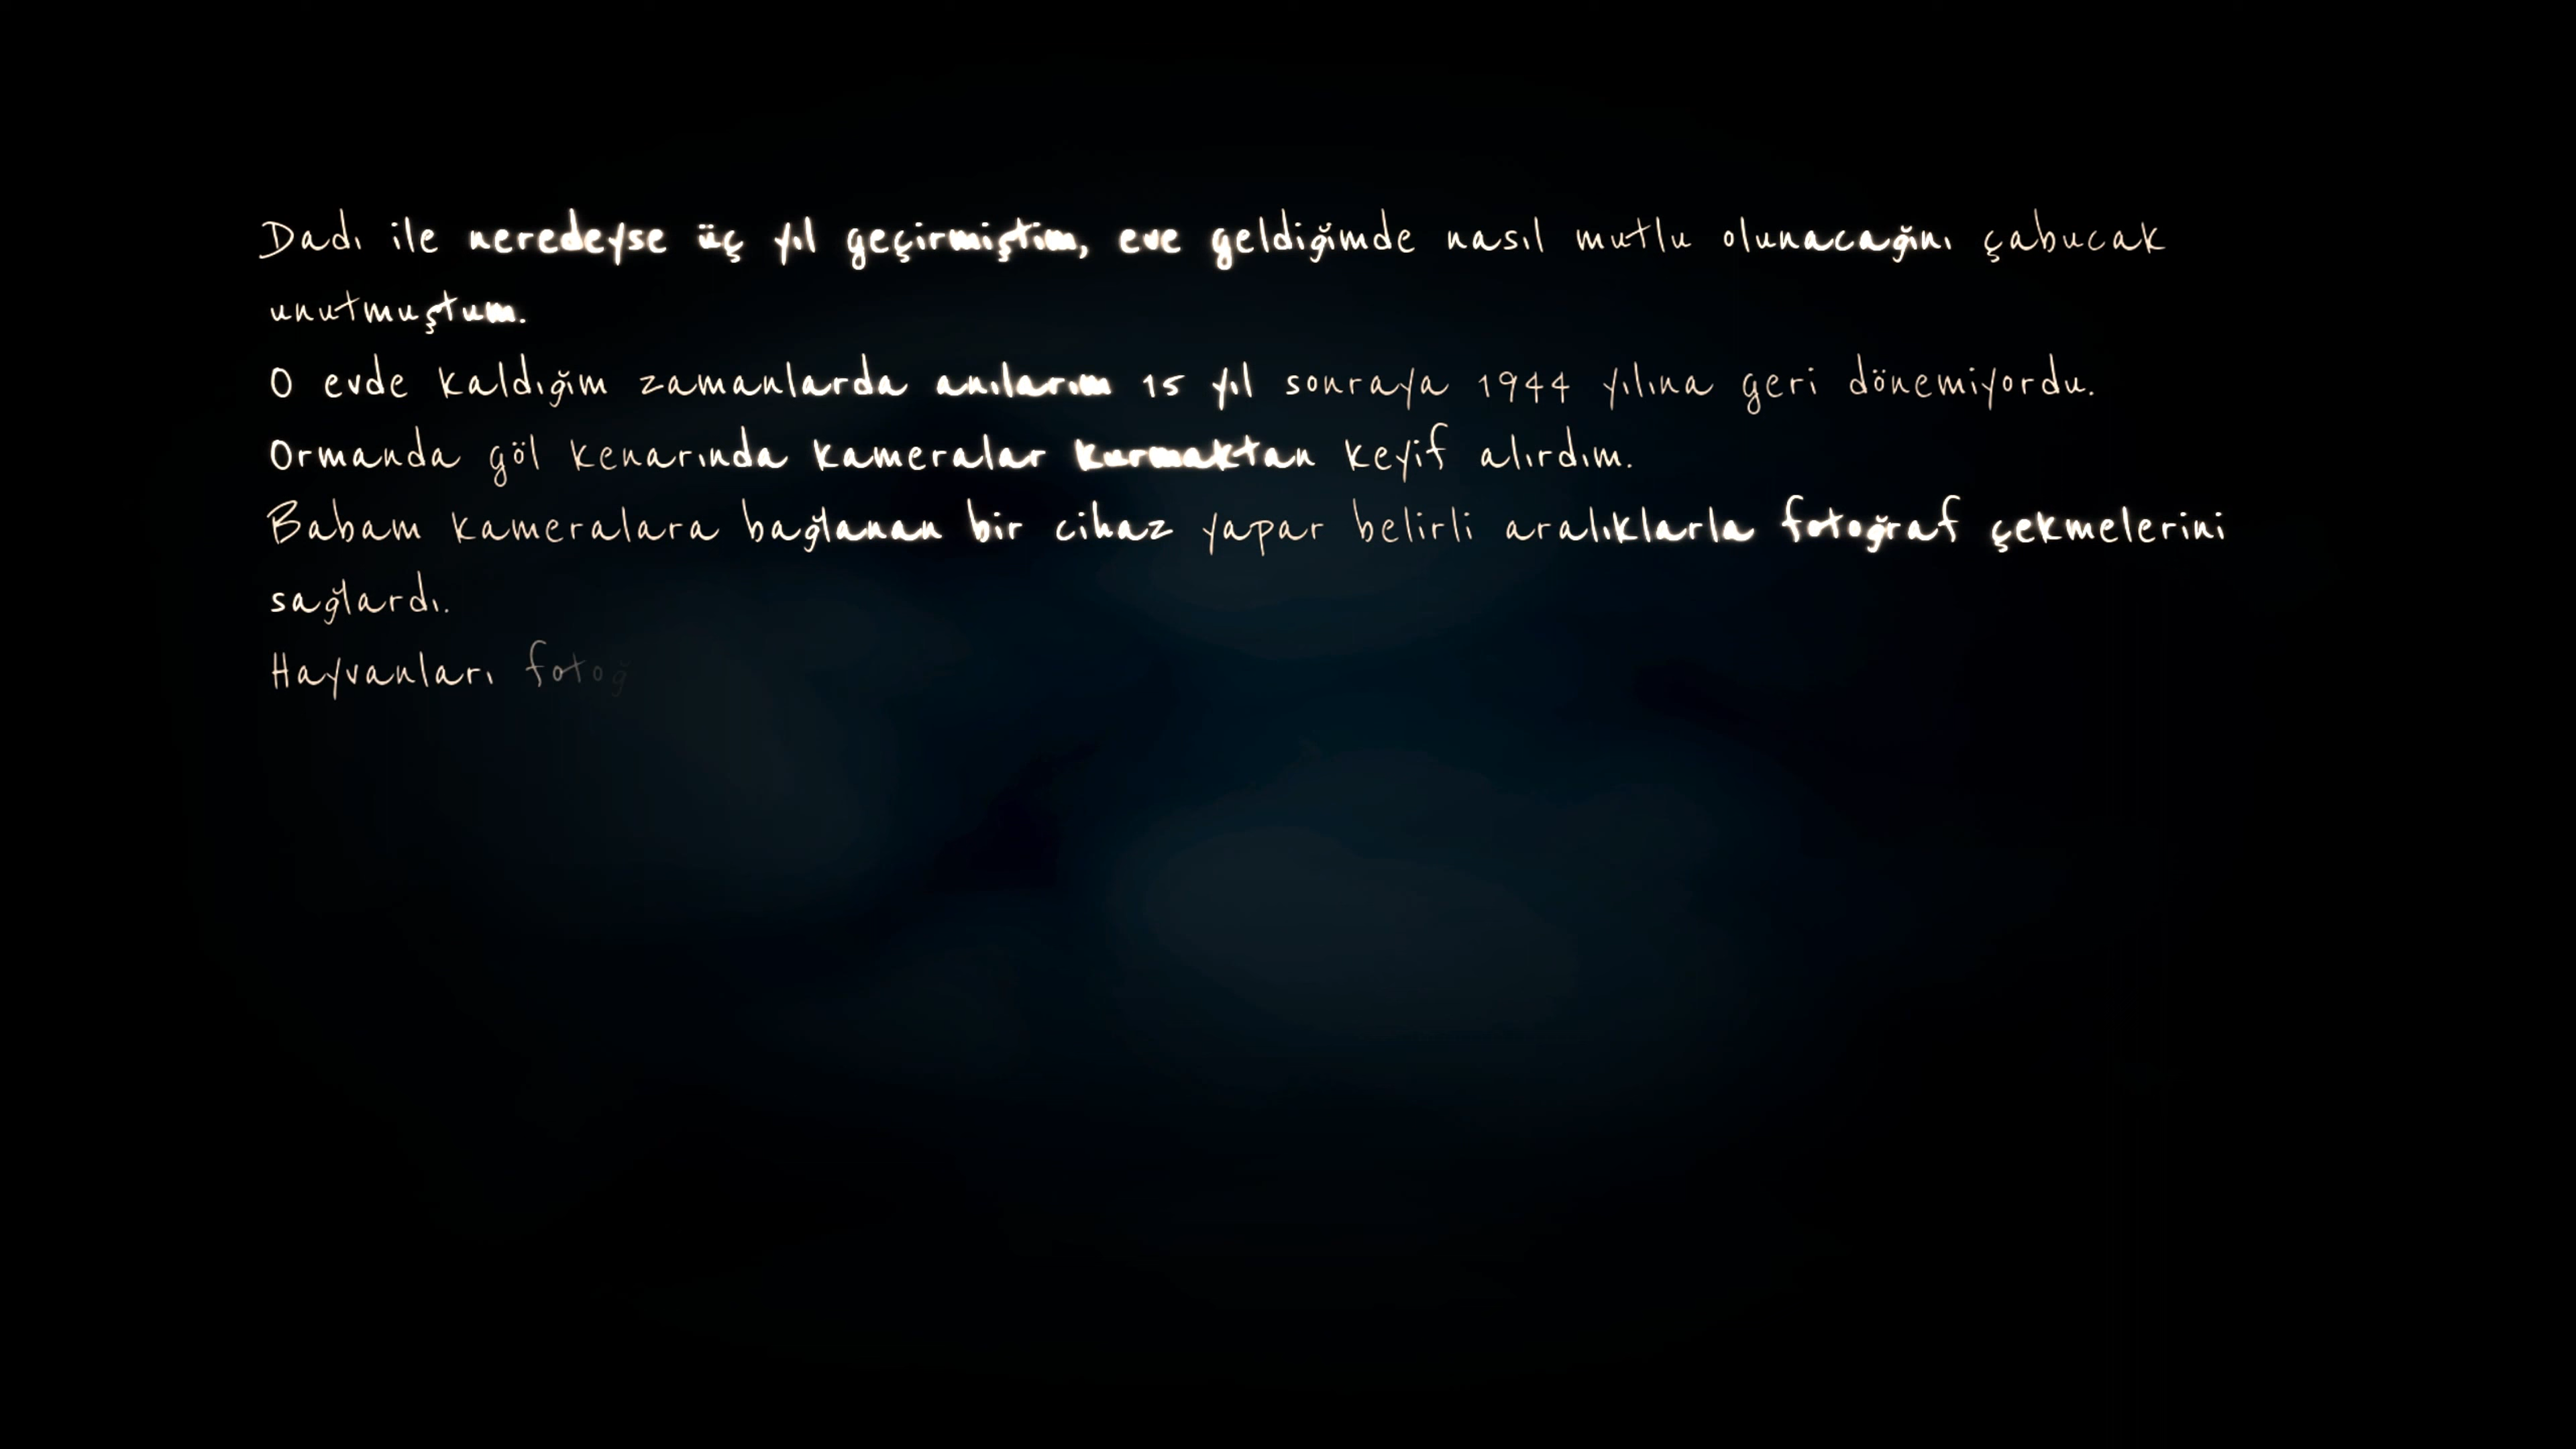 Dadı ile neredeyse üç yıl geçirmiştim, eve geldiğimde nasıl mutlu olunacağını çabucak
unutmuştum.
O evde kaldığım zamanlarda anılarım 15 yıl sonraya 1944 yılına geri dönemiyordu.
Ormanda göl kenarında kameralar kurmaktan keyif alırdım.
Babam kameralara bağlanan bir cihaz yapar belirli aralıklarla fotoğraf çekmelerini
sağlardı.
Hayvanları fotoğ